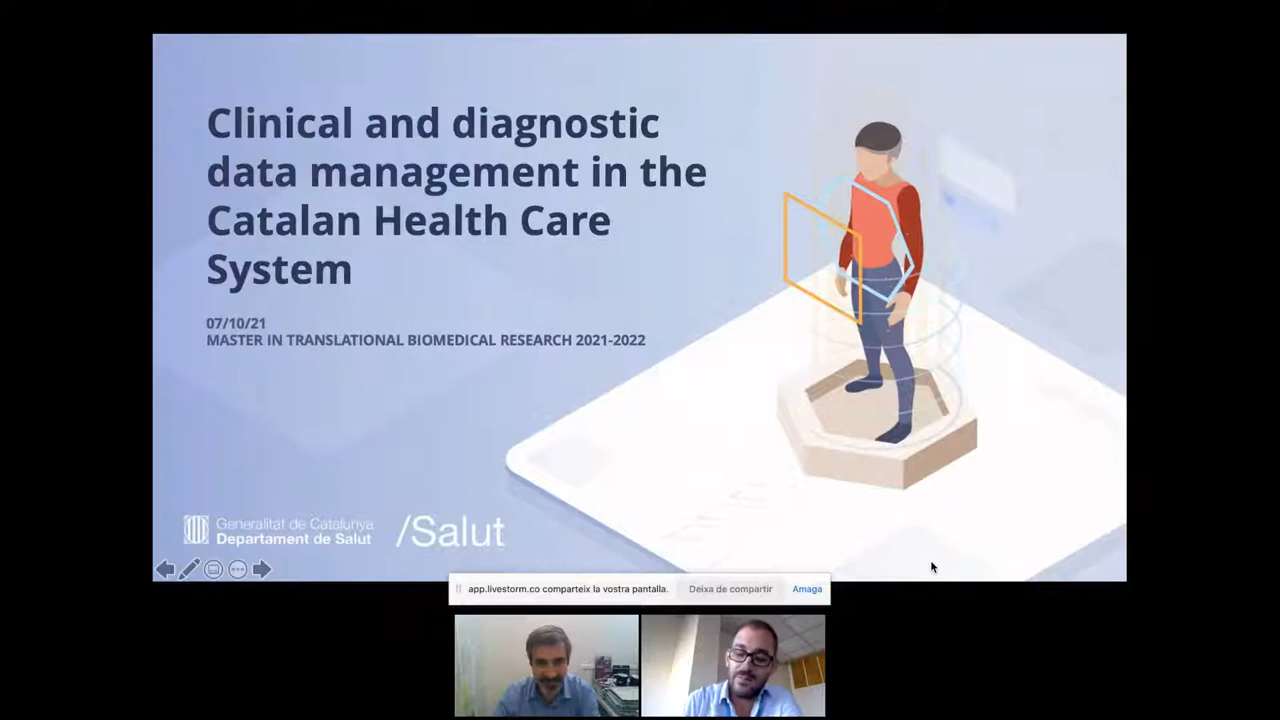 Clinical and diagnostic
data management in the
Catalan Health Care
System
07/10/21
MASTER IN TRANSLATIONAL BIOMEDICAL RESEARCH 2021-2022
Generalitat de Catalunya
Departament de Salut
/Salut
app.livestorm.co comparteix la vostra pantalla.
Deixa de compartir
Amaga